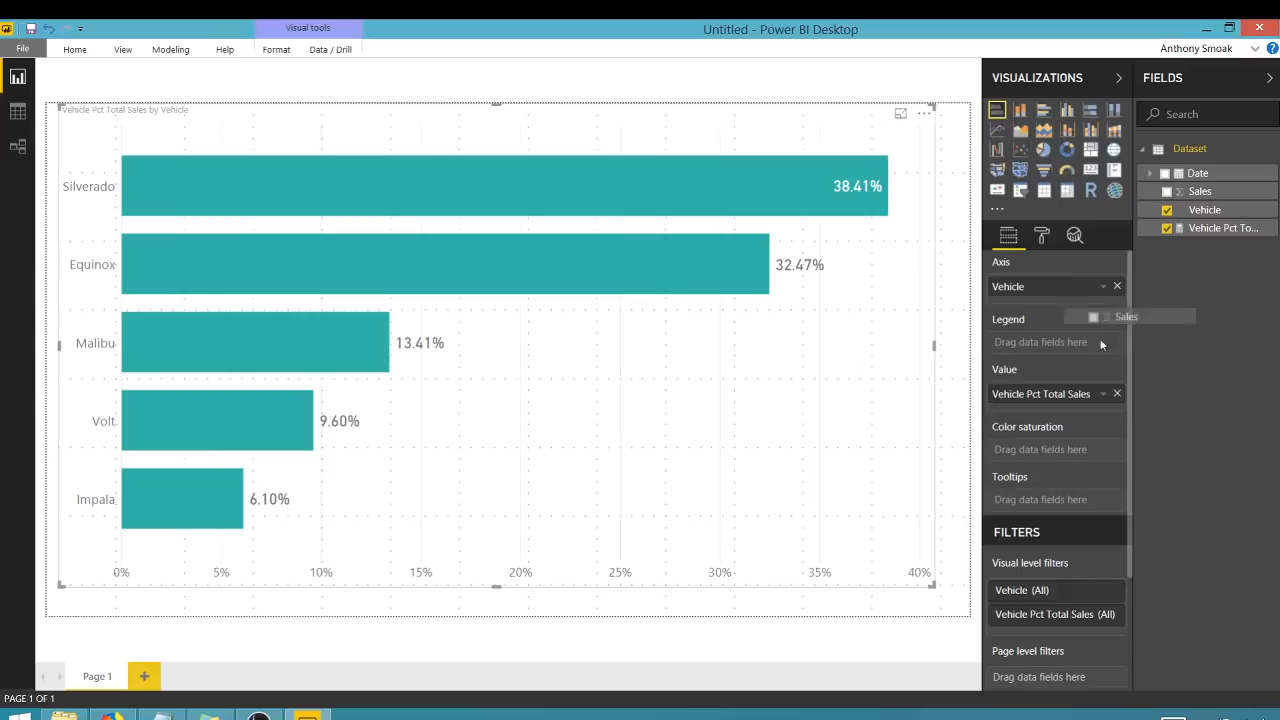 Visual tools
Untitled - Power BI Desktop
File
Home
View
Modeling
Help
Format
Data / Drill
Anthony Smoak
?
Vehicle Pct Total Sales by Vehicle
Silverado
38.41%
Equinox
32.47%
Malibu
13.41%
Volt
9.60%
Impala
6.10%
0%
5%
10%
15%
20%
25%
30%
35%
40%
VISUALIZATIONS
R
Axis
Vehicle
Legend
Sales
Drag data fields here
Value
Vehicle Pct Total Sales
Color saturation
Drag data fields here
Tooltips
Drag data fields here
FILTERS
Visual level filters
Vehicle (All)
Vehicle Pct Total Sales (All)
Page level filters
Drag data fields here
FIELDS
Search
Dataset
Date
Σ Sales
Vehicle
Vehicle Pct To...
Page 1
PAGE 1 OF 1